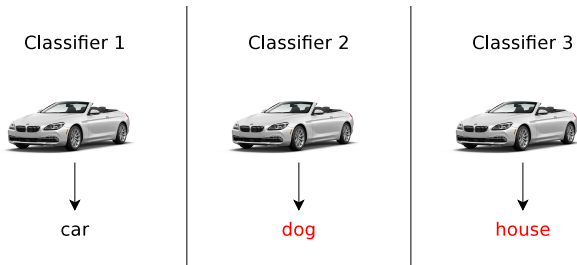 Classifier 1
Classifier 2
Classifier 3
car
dog
house